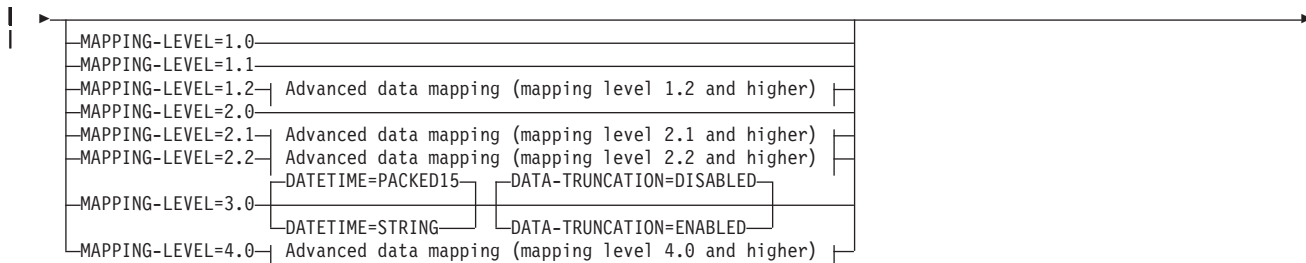 MAPPING-LEVEL=1.0
MAPPING-LEVEL=1.1
MAPPING-LEVEL=1.2 Advanced data mapping (mapping level 1.2 and higher)
MAPPING-LEVEL=2.0
MAPPING-LEVEL=2.1 Advanced data mapping (mapping level 2.1 and higher)
MAPPING-LEVEL=2.2 Advanced data mapping (mapping level 2.2 and higher)
DATETIME=PACKED15 DATA-TRUNCATION=DISABLED
MAPPING-LEVEL=3.0
DATETIME=STRING DATA-TRUNCATION=ENABLED
MAPPING-LEVEL=4.0 Advanced data mapping (mapping level 4.0 and higher)